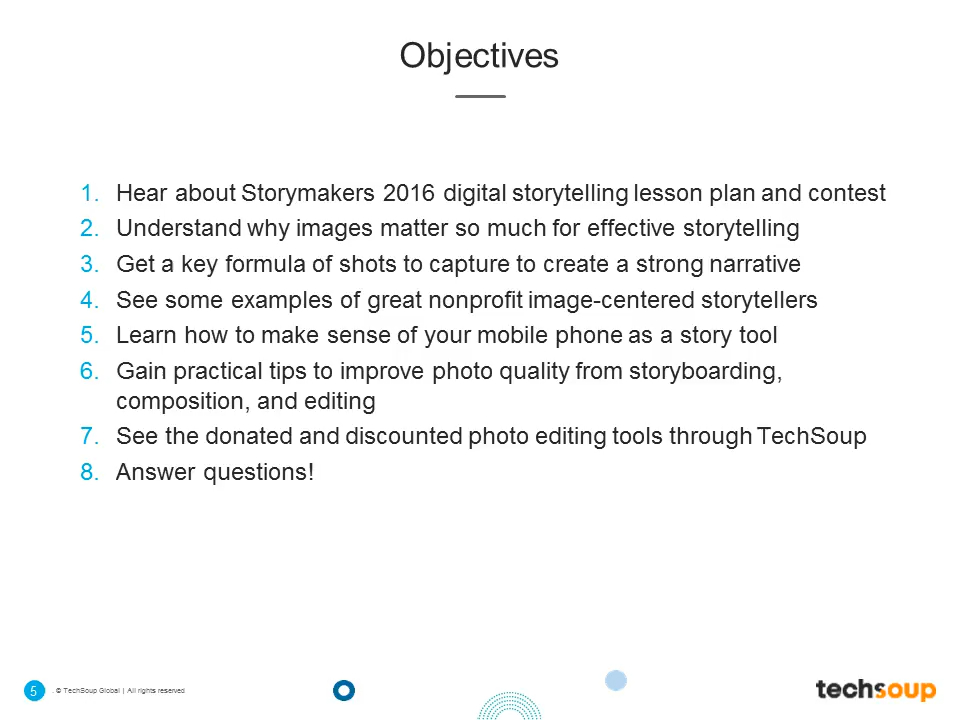 Objectives
1. Hear about Storymakers 2016 digital storytelling lesson plan and contest
2. Understand why images matter so much for effective storytelling
3. Get a key formula of shots to capture to create a strong narrative
4. See some examples of great nonprofit image-centered storytellers
5. Learn how to make sense of your mobile phone as a story tool
6. Gain practical tips to improve photo quality from storyboarding,
composition, and editing
7. See the donated and discounted photo editing tools through TechSoup
8. Answer questions!
5 . © TechSoup Global | All rights reserved
techsoup